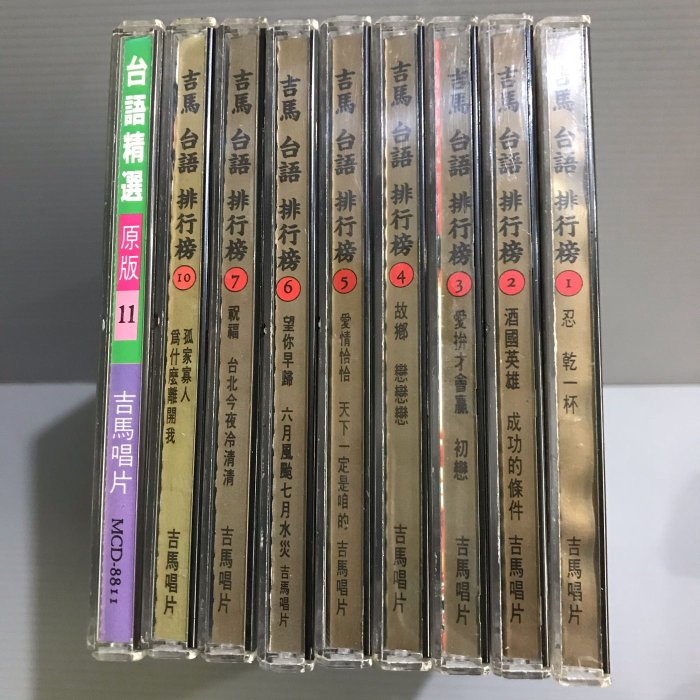 台語精選 原版 11 吉馬唱片 MCD-8811
吉馬 台語 排行榜 10 孤家寡人 為什麼離開我 吉馬唱片
吉馬 台語 排行榜 7 祝福 台北今夜冷清清 吉馬唱片
吉馬 台語 排行榜 6 望你早歸 六月風颱七月水災 吉馬唱片
吉馬 台語 排行榜 5 愛情恰恰 天下一定是咱的 吉馬唱片
吉馬 台語 排行榜 4 故鄉 戀戀戀 吉馬唱片
吉馬 台語 排行榜 3 愛拚才會贏 初戀 吉馬唱片
吉馬 台語 排行榜 2 酒國英雄 成功的條件 吉馬唱片
吉馬 台語 排行榜 1 忍 乾一杯 吉馬唱片